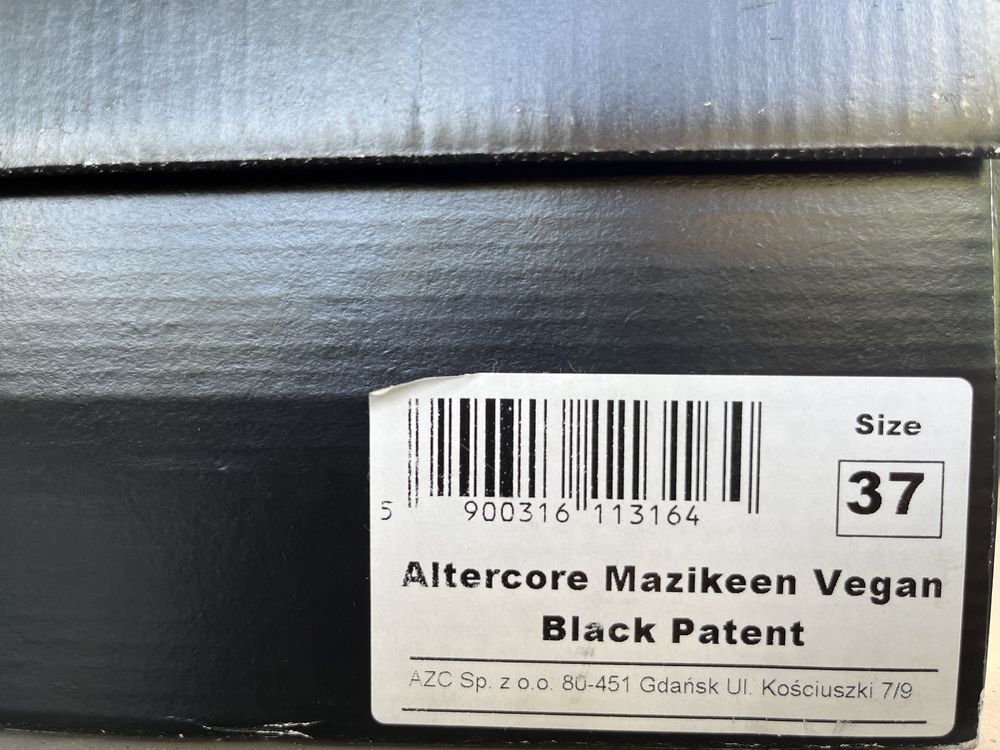 Size
37
5 900316 113164
Altercore Mazikeen Vegan
Black Patent
AZC Sp. z o.o. 80-451 Gdańsk Ul. Kościuszki 7/9